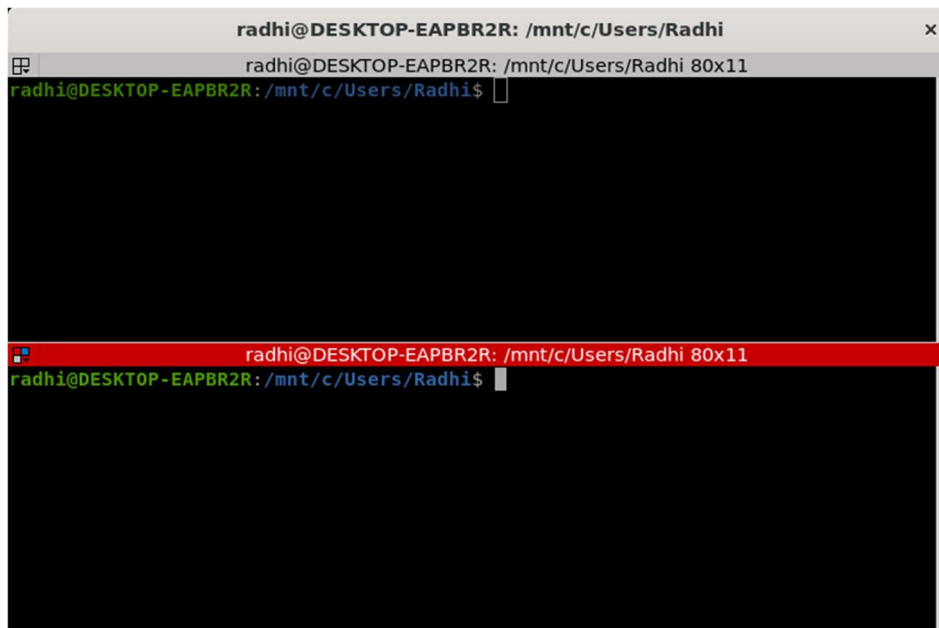 radhi@DESKTOP-EAPBR2R: /mnt/c/Users/Radhi ×
radhi@DESKTOP-EAPBR2R: /mnt/c/Users/Radhi 80x11
radhi@DESKTOP-EAPBR2R:/mnt/c/Users/Radhi$
radhi@DESKTOP-EAPBR2R: /mnt/c/Users/Radhi 80x11
radhi@DESKTOP-EAPBR2R:/mnt/c/Users/Radhi$